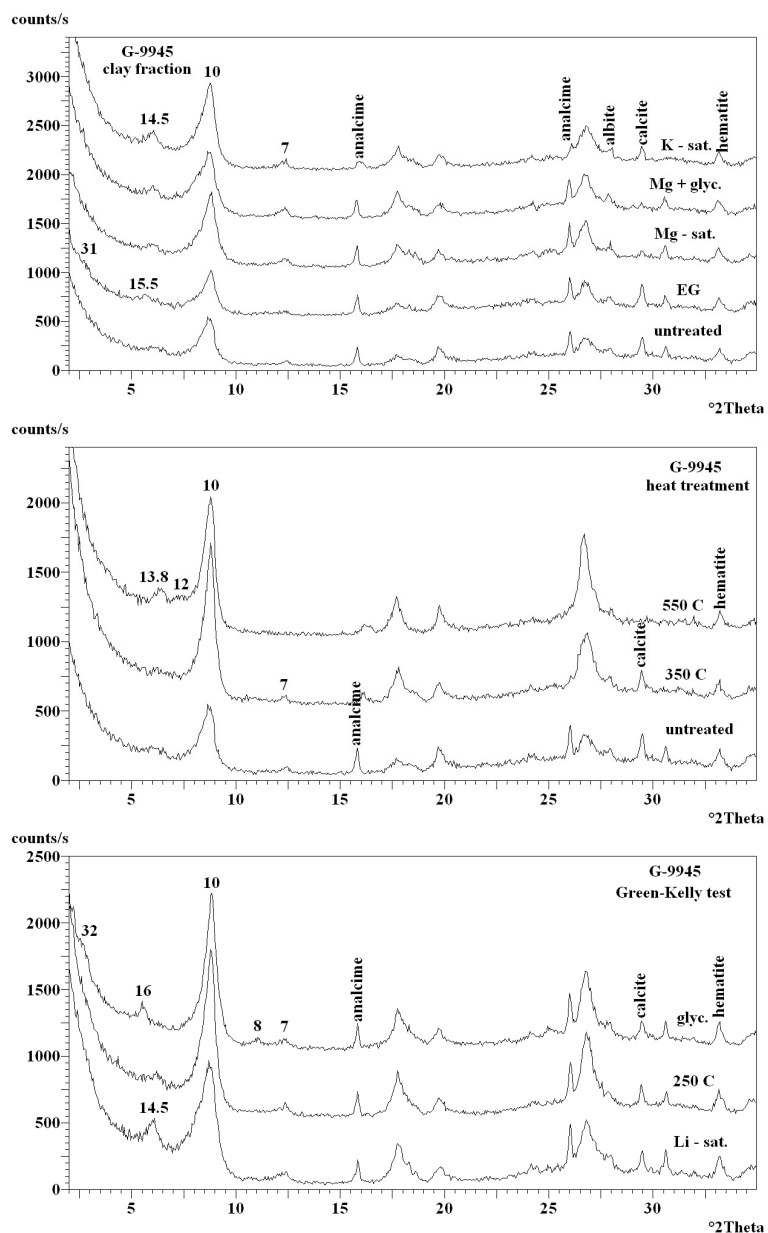 counts/s
G-9945
clay fraction
3000
2500
2000
1500
1000
500
0
14.5
10
7
analcime
analcime
albite
calcite
hematite
K - sat.
Mg + glyc.
Mg - sat.
31
15.5
EG
untreated
5
10
15
20
25
30
°2Theta
counts/s
G-9945
heat treatment
2000
1500
1000
500
0
10
13.8
12
7
analcime
calcite
hematite
550 C
350 C
untreated
5
10
15
20
25
30
°2Theta
counts/s
G-9945
Green-Kelly test
2500
2000
1500
1000
500
0
32
16
10
8
7
analcime
calcite
hematite
glyc.
250 C
14.5
Li - sat.
5
10
15
20
25
30
°2Theta